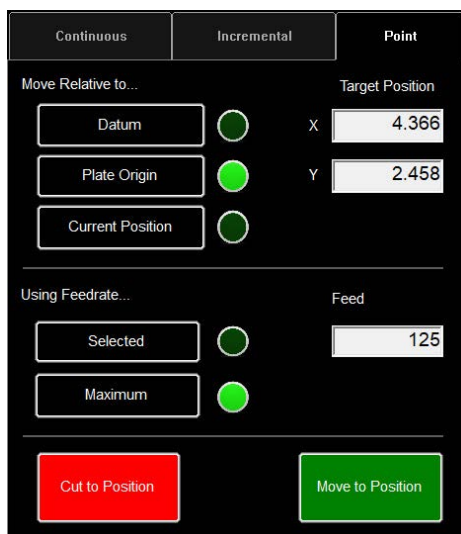 Continuous Incremental Point
Move Relative to... Target Position
Datum X 4.366
Plate Origin Y 2.458
Current Position
Using Feedrate... Feed
Selected 125
Maximum
Cut to Position Move to Position